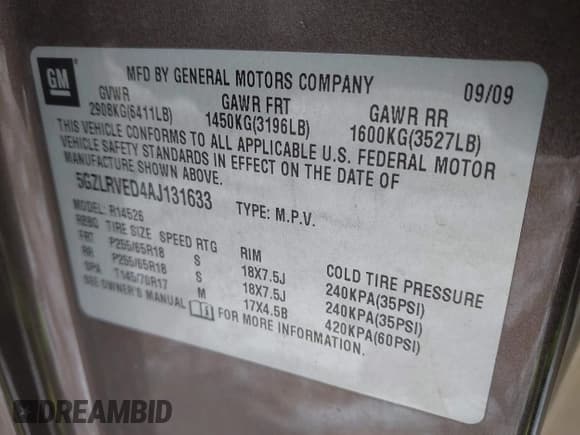 GM
MFD BY GENERAL MOTORS COMPANY 09/09
GVWR GAWR FRT GAWR RR
2908KG(6411LB) 1450KG(3196LB) 1600KG(3527LB)
THIS VEHICLE CONFORMS TO ALL APPLICABLE U.S. FEDERAL MOTOR
VEHICLE SAFETY STANDARDS IN EFFECT ON THE DATE OF
MANUFACTURE SHOWN ABOVE.
5GZLRVED4AJ131633 TYPE: M.P.V.
MODEL: R14526
TIRE SIZE SPEED RTG RIM COLD TIRE PRESSURE
FRT P255/65R18 S 18X7.5J 240KPA(35PSI)
RR P255/65R18 S 18X7.5J 240KPA(35PSI)
SPA T145/70R17 M 17X4.5B 420KPA(60PSI)
SEE OWNER'S MANUAL FOR MORE INFORMATION.
DREAMBID